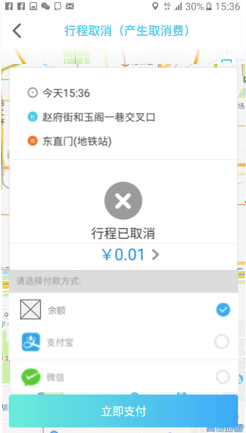 30% 15:36
行程取消（产生取消费）
今天15:36
赵府街和玉阁一巷交叉口
东直门(地铁站)
行程已取消
￥0.01
请选择付款方式：
余额
支付宝
微信
立即支付